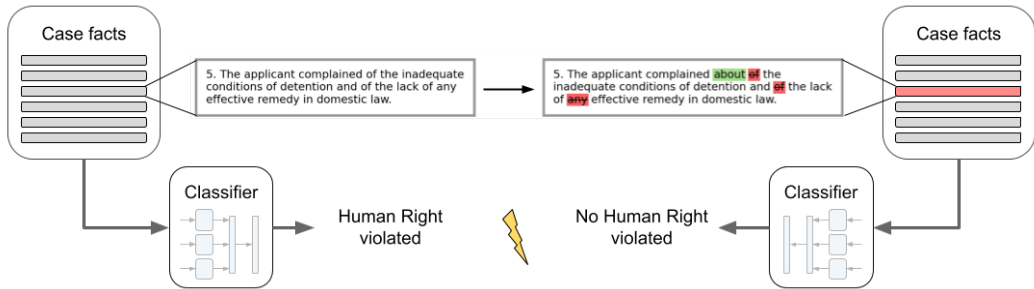 Case facts
5. The applicant complained of the inadequate
conditions of detention and of the lack of any
effective remedy in domestic law.
5. The applicant complained about of the
inadequate conditions of detention and of the lack
of any effective remedy in domestic law.
Case facts
Classifier
Human Right
violated
No Human Right
violated
Classifier